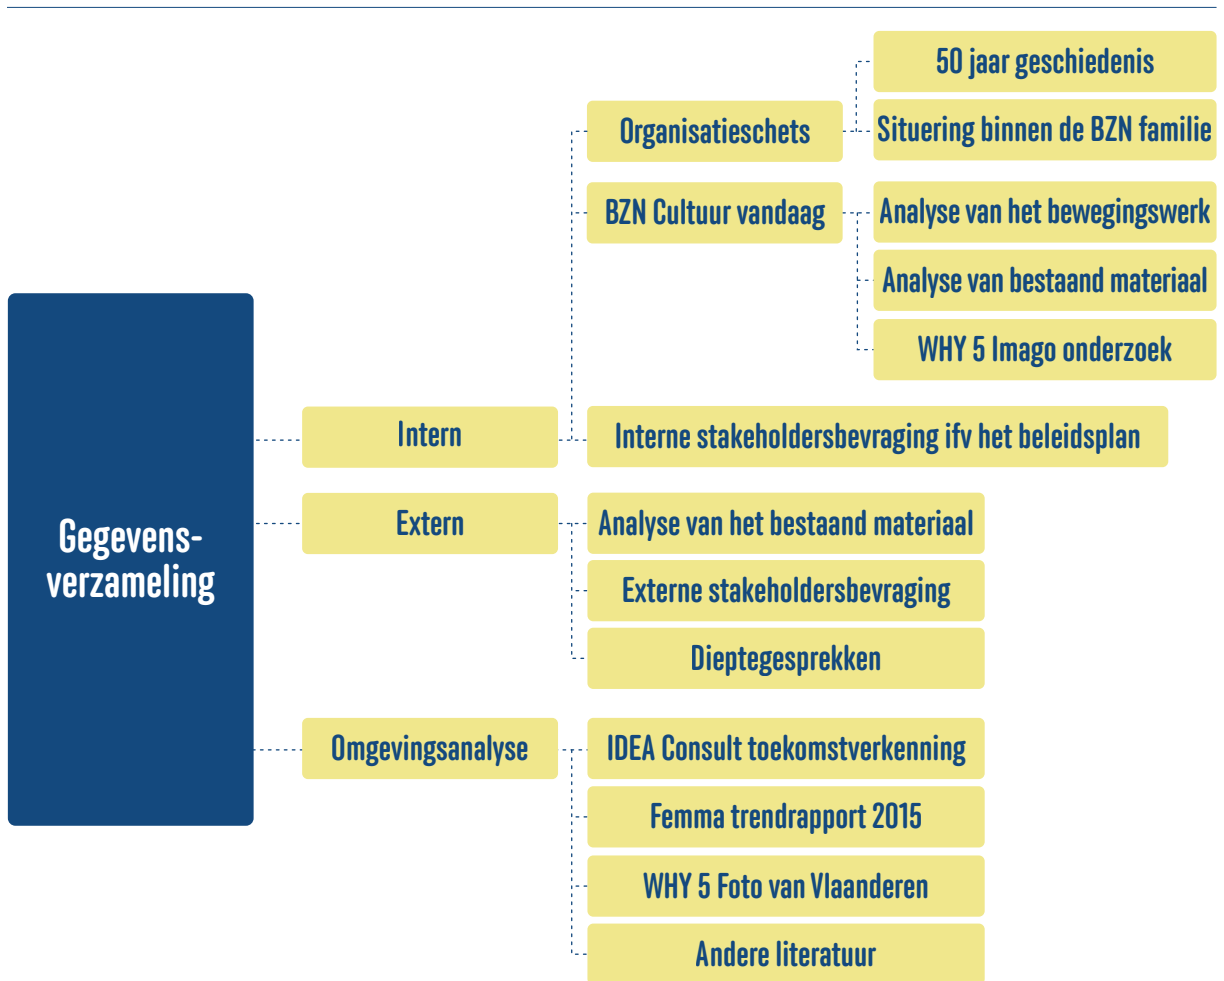 Gegevens-
verzameling
Intern
Organisatieschets
50 jaar geschiedenis
Situering binnen de BZN familie
BZN Cultuur vandaag
Analyse van het bewegingswerk
Analyse van bestaand materiaal
WHY 5 Imago onderzoek
Interne stakeholdersbevraging ifv het beleidsplan
Extern
Analyse van het bestaand materiaal
Externe stakeholdersbevraging
Dieptegesprekken
Omgevingsanalyse
IDEA Consult toekomstverkenning
Femma trendrapport 2015
WHY 5 Foto van Vlaanderen
Andere literatuur